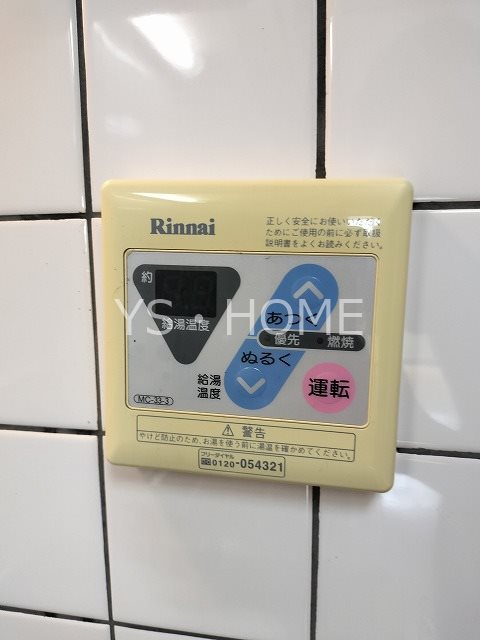 Rinnai
正しく安全にお使い
ためにご使用の前に必ず取扱
説明書をよくお読みください。
約
給湯温度
あつく
優先 燃焼
ぬるく
給湯
温度
運転
MC-33-3
YS HOME
⚠ 警告
やけど防止のため、お湯を使う前に湯温を確かめてください。
フリーダイヤル
0120-054321